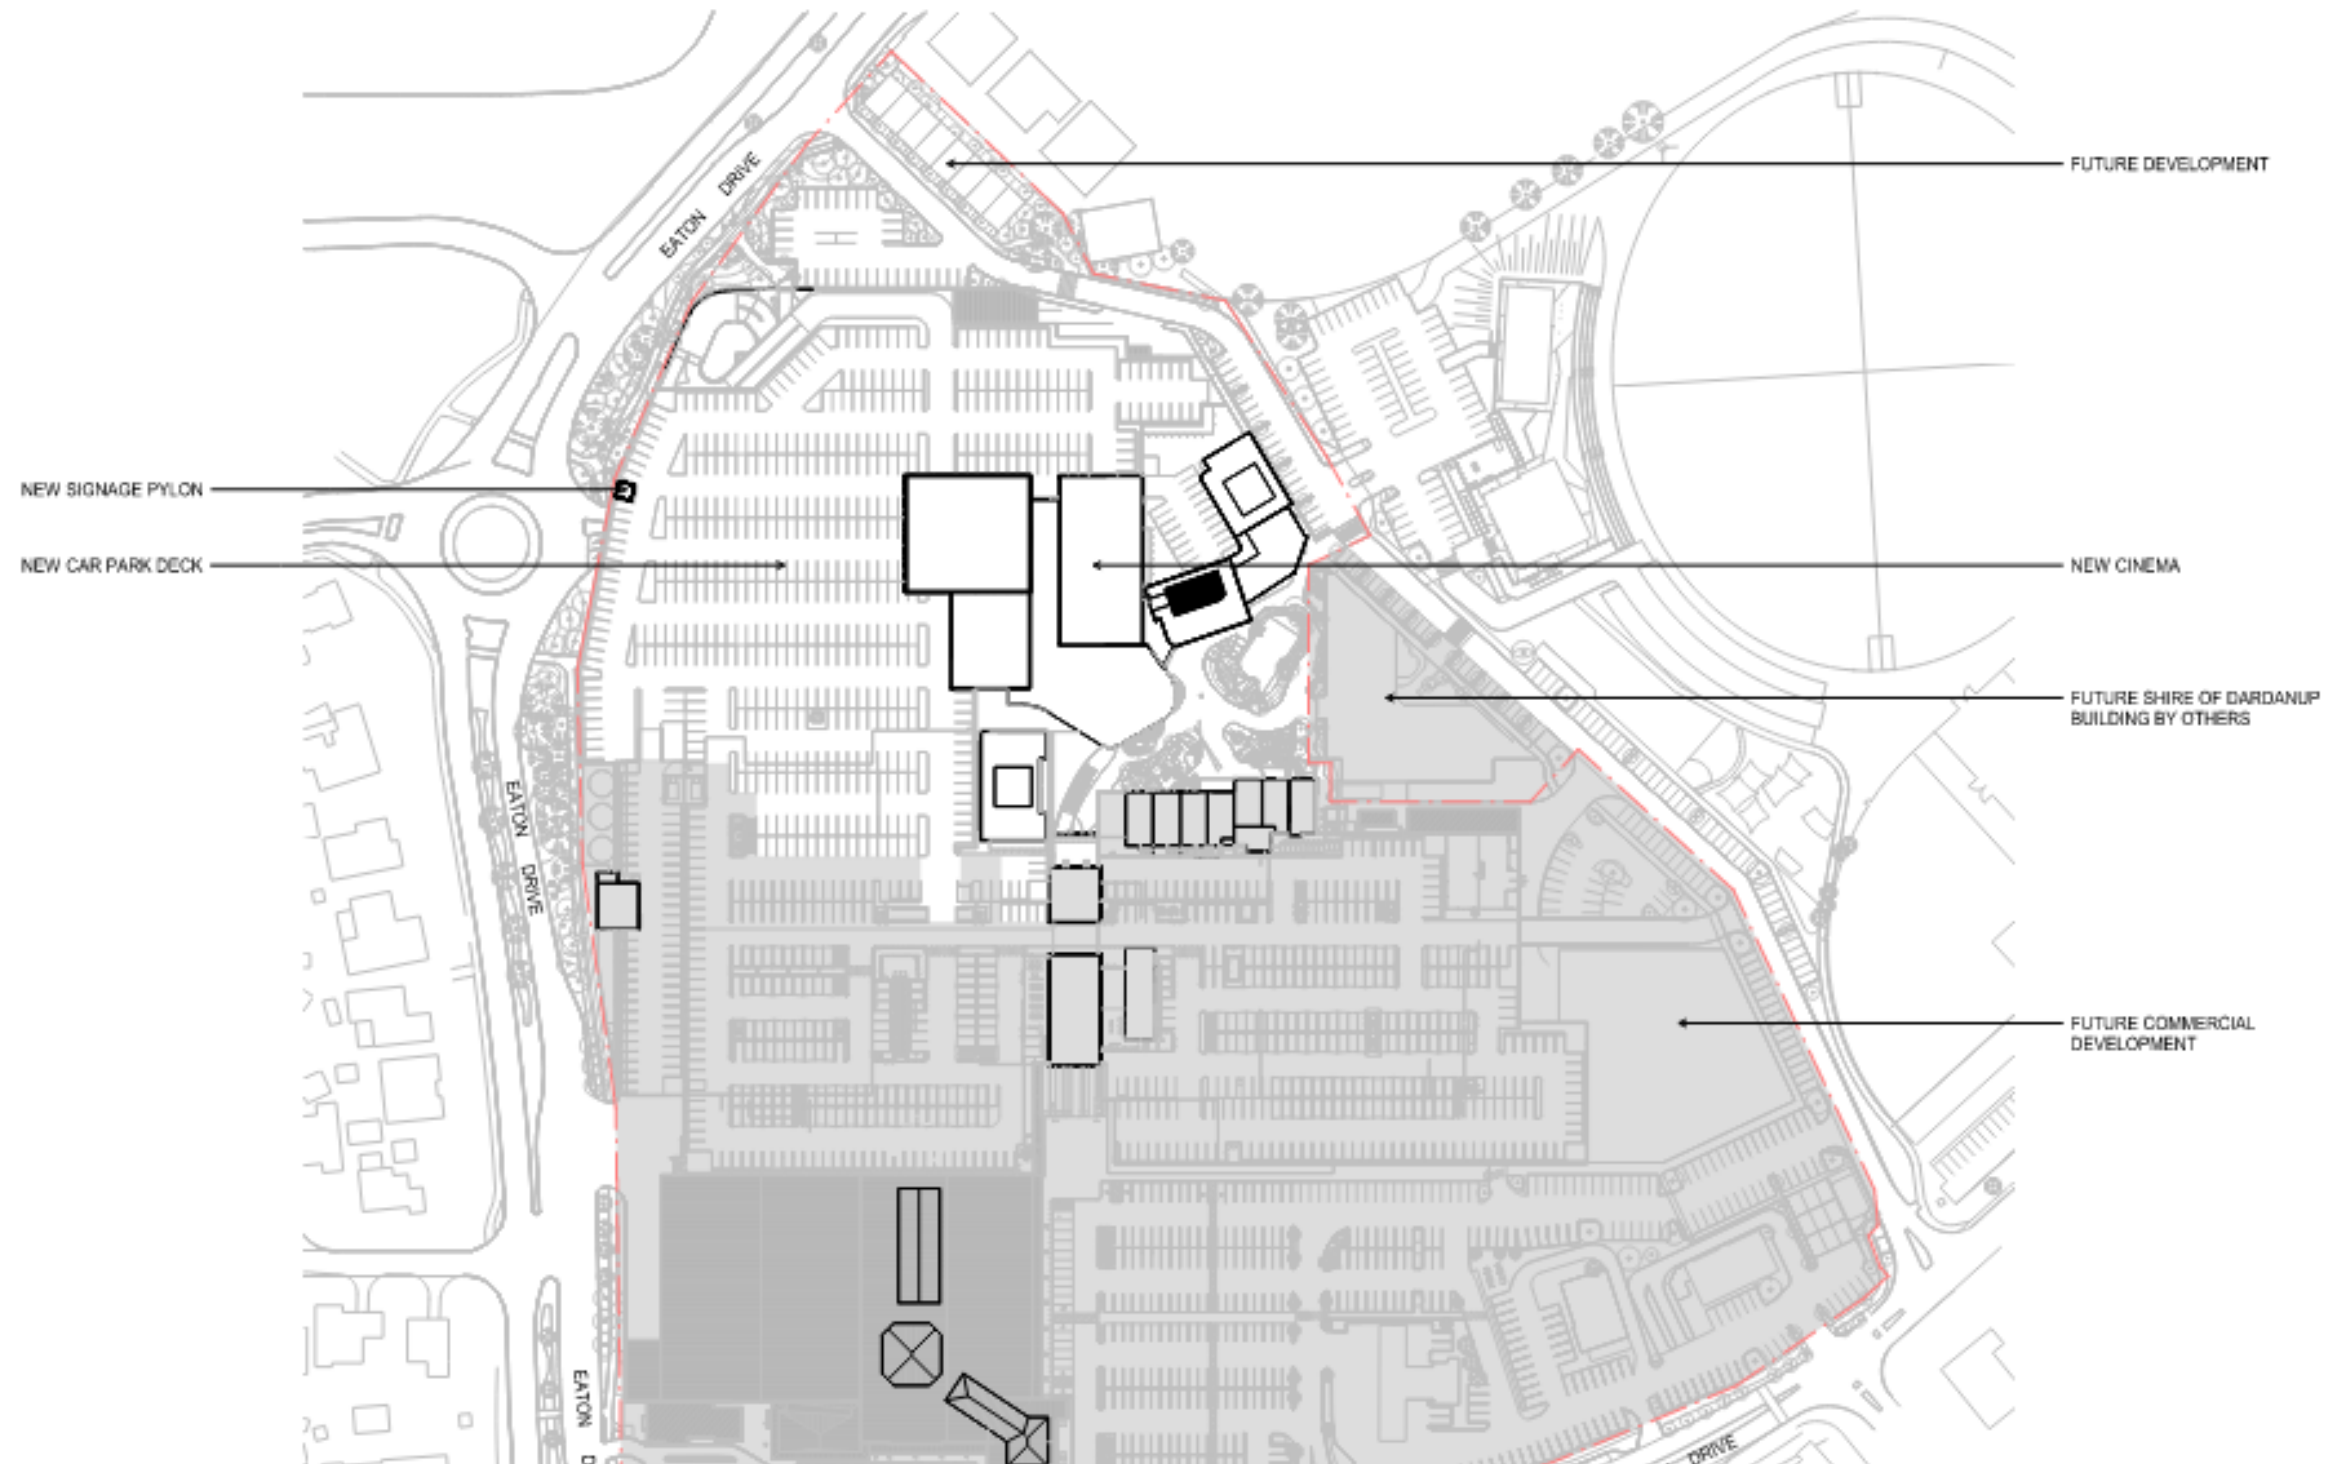 FUTURE DEVELOPMENT
EATON DRIVE
NEW SIGNAGE PYLON
NEW CAR PARK DECK
NEW CINEMA
FUTURE SHIRE OF DARDANUP
BUILDING BY OTHERS
EATON DRIVE
FUTURE COMMERCIAL
DEVELOPMENT
EATON D
DRIVE